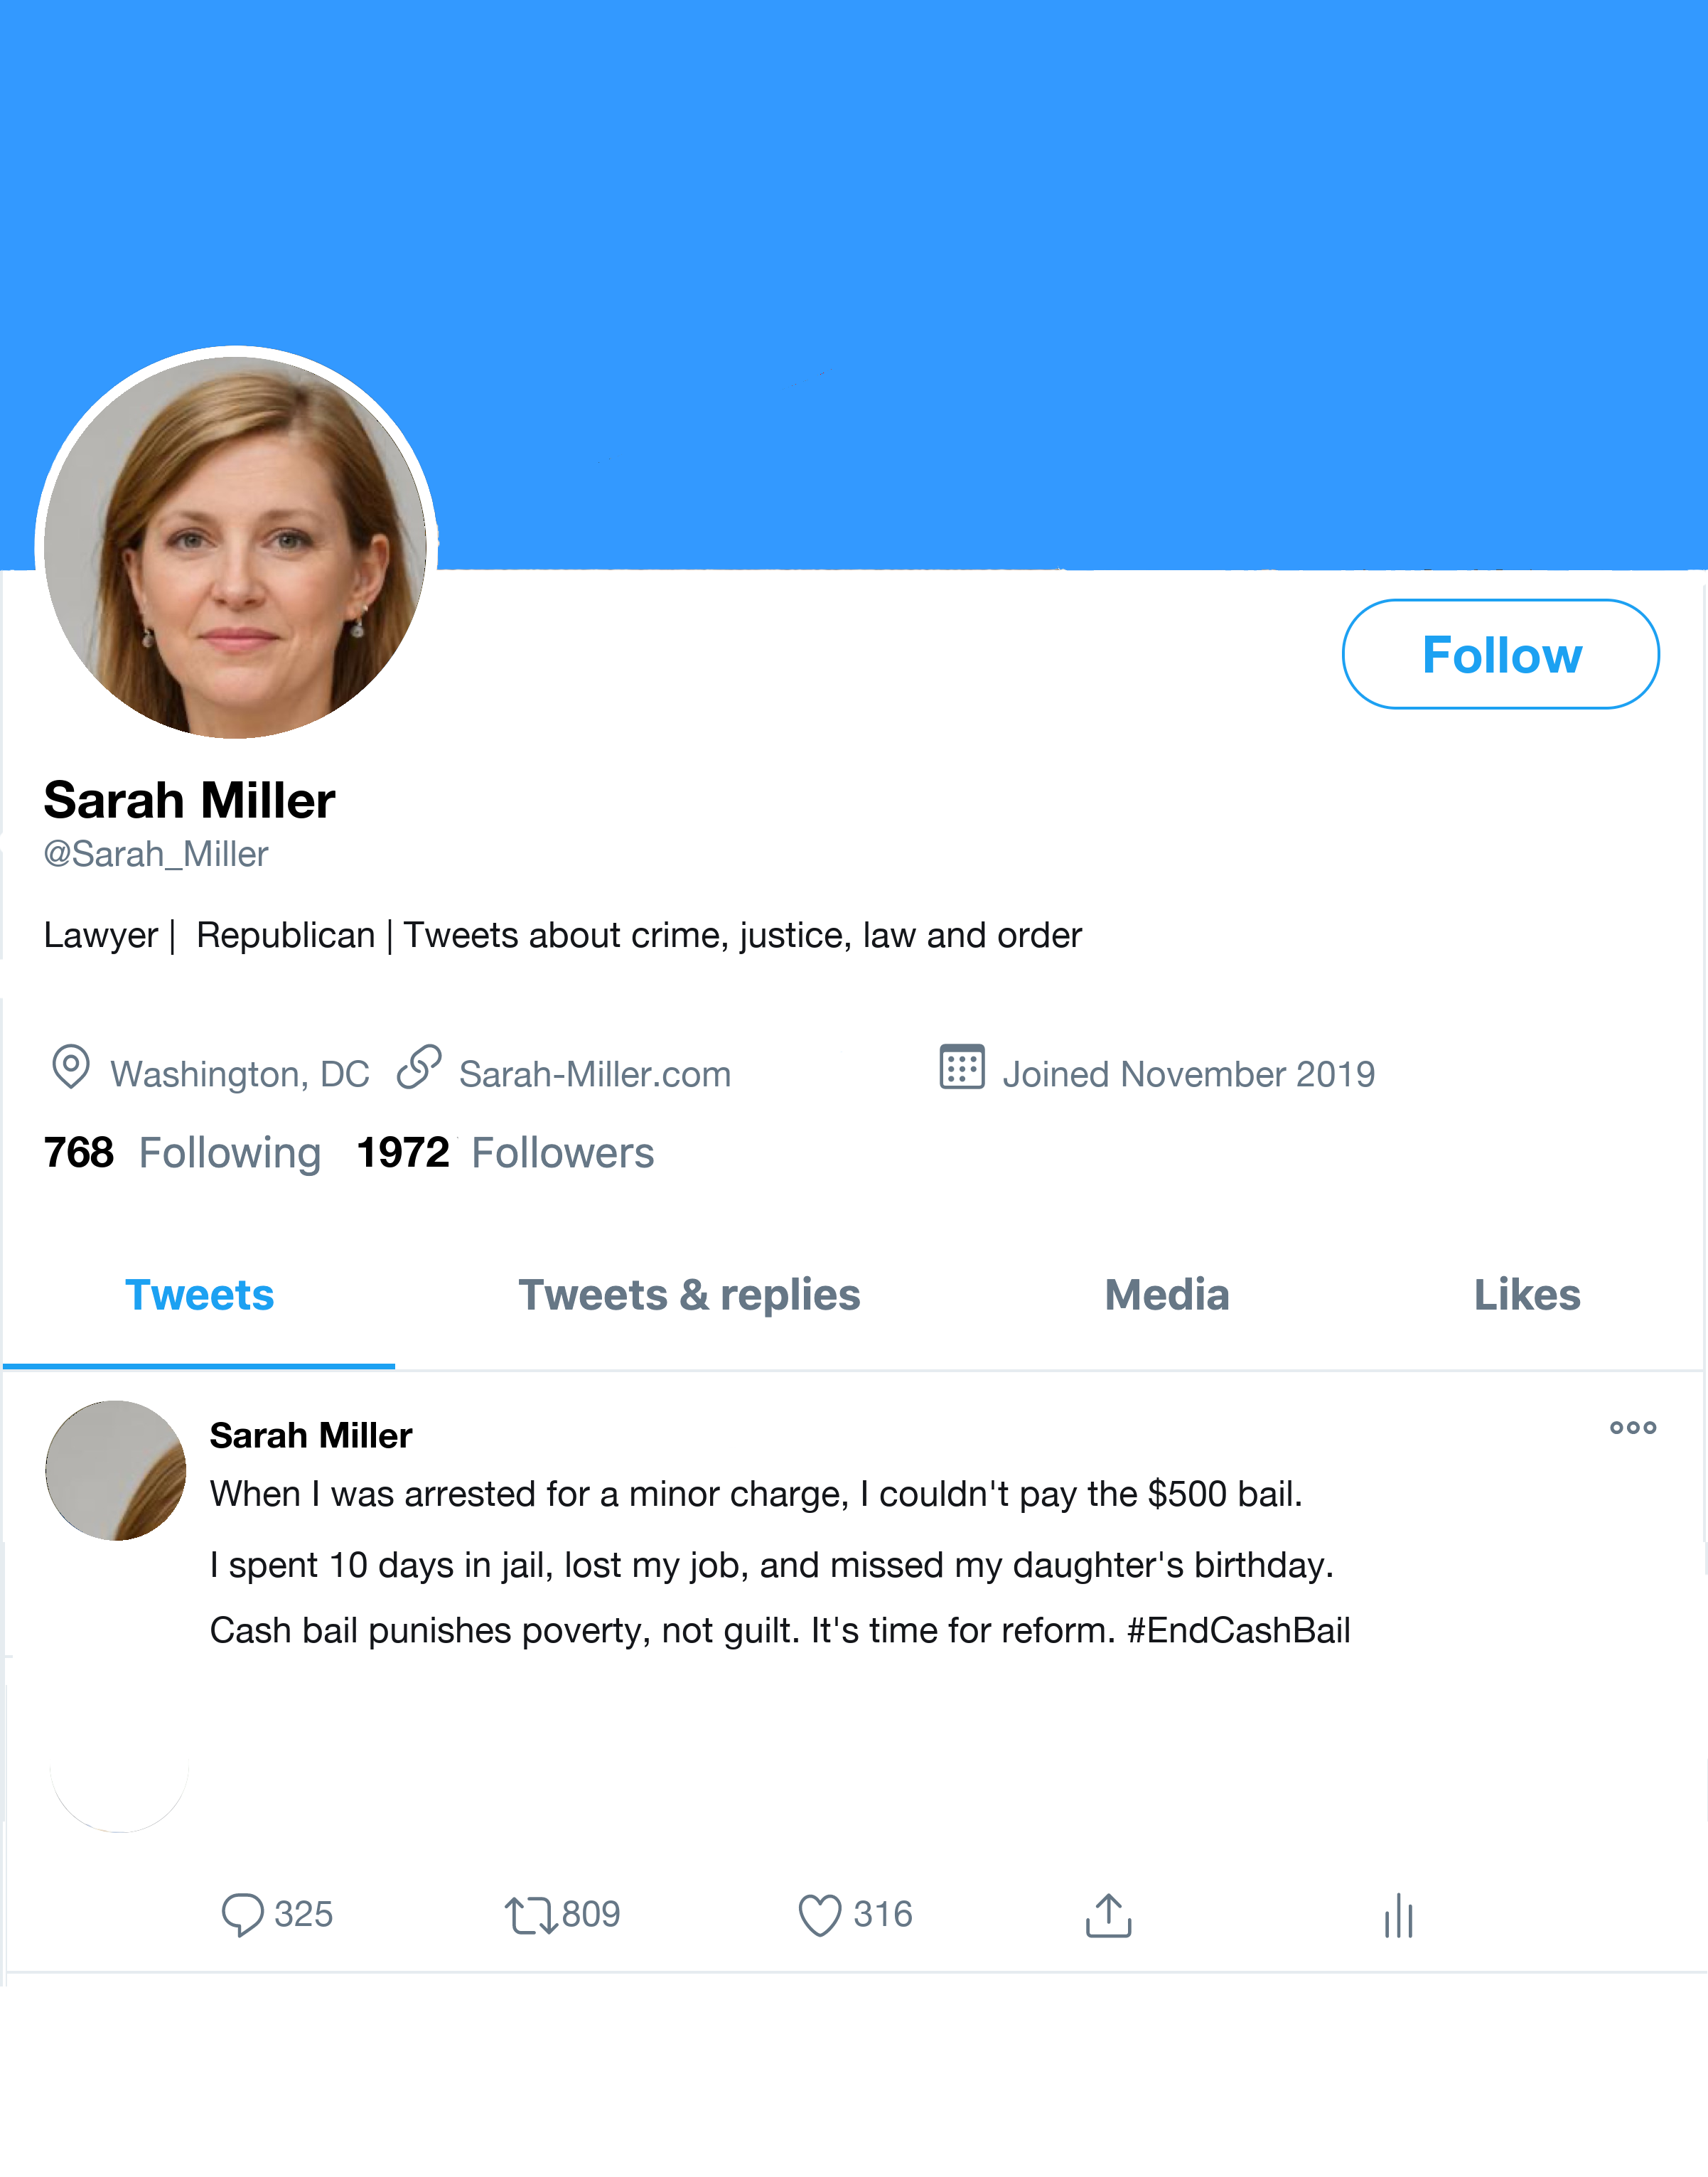 Follow
Sarah Miller
@Sarah_Miller
Lawyer |  Republican | Tweets about crime, justice, law and order
Washington, DC Sarah-Miller.com Joined November 2019
768 Following 1972 Followers
Tweets Tweets & replies Media Likes
Sarah Miller
When I was arrested for a minor charge, I couldn't pay the $500 bail.
I spent 10 days in jail, lost my job, and missed my daughter's birthday.
Cash bail punishes poverty, not guilt. It's time for reform. #EndCashBail
325 809 316